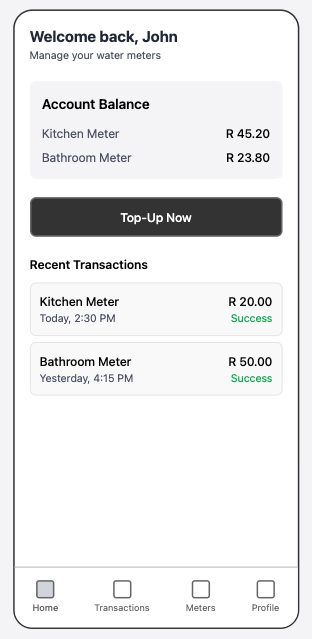 Welcome back, John
Manage your water meters
Account Balance
Kitchen Meter R 45.20
Bathroom Meter R 23.80
Top-Up Now
Recent Transactions
Kitchen Meter R 20.00
Today, 2:30 PM Success
Bathroom Meter R 50.00
Yesterday, 4:15 PM Success
Home Transactions Meters Profile